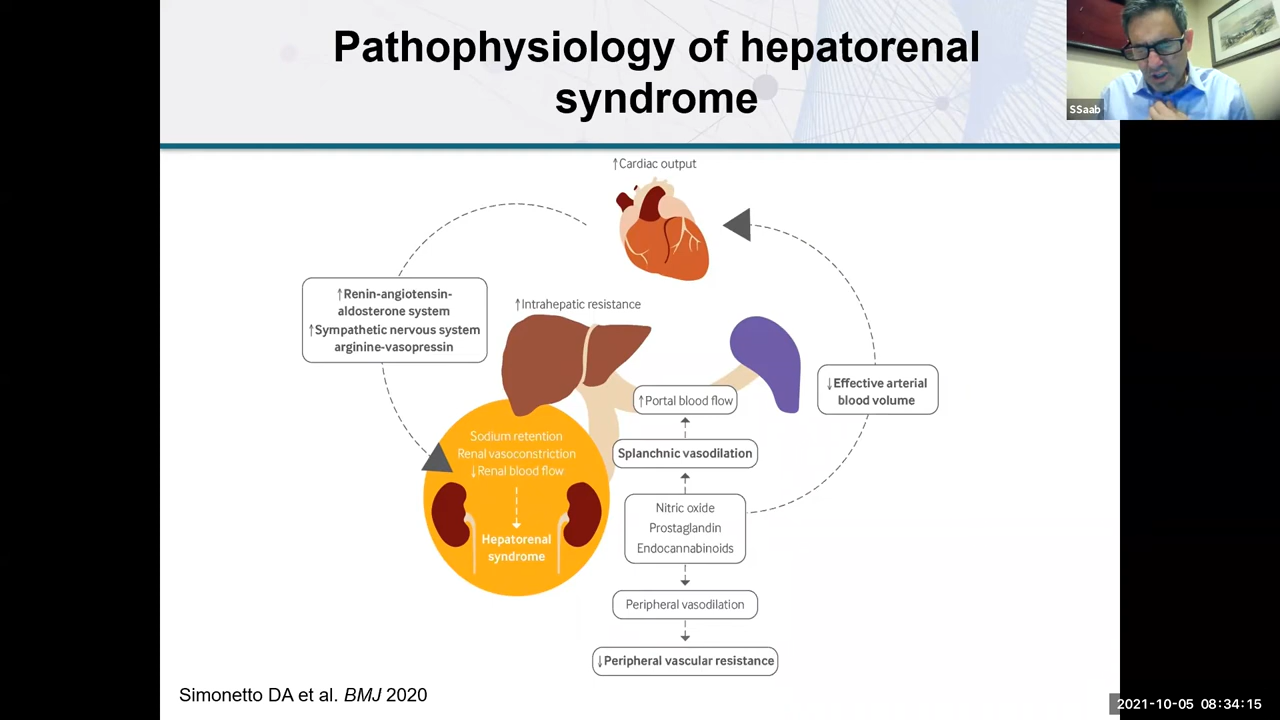 Pathophysiology of hepatorenal
syndrome
SSaab
↑Cardiac output
↑Renin-angiotensin-
aldosterone system
↑Sympathetic nervous system
arginine-vasopressin
↑Intrahepatic resistance
↑Portal blood flow
↓Effective arterial
blood volume
Splanchnic vasodilation
Sodium retention
Renal vasoconstriction
↓Renal blood flow
Hepatorenal
syndrome
Nitric oxide
Prostaglandin
Endocannabinoids
Peripheral vasodilation
↓Peripheral vascular resistance
Simonetto DA et al. BMJ 2020
2021-10-05 08:34:15